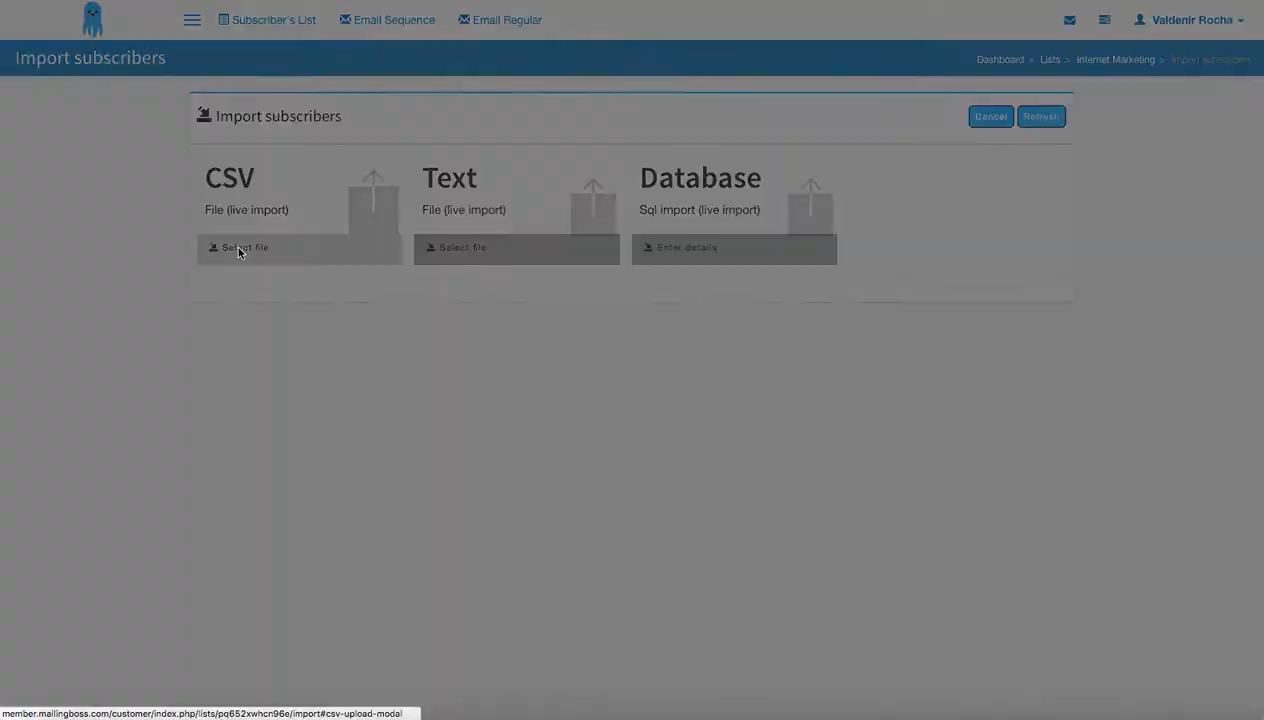 Subscriber's List Email Sequence Email Regular Valdenir Rocha
Import subscribers
Dashboard > Lists > Internet Marketing > Import subscribers
Import subscribers
Cancel Refresh
CSV Text Database
File (live import) File (live import) Sql import (live import)
Select file Select file Enter details
member.mailingboss.com/customer/index.php/lists/pq652xwhcn96e/import#csv-upload-modal